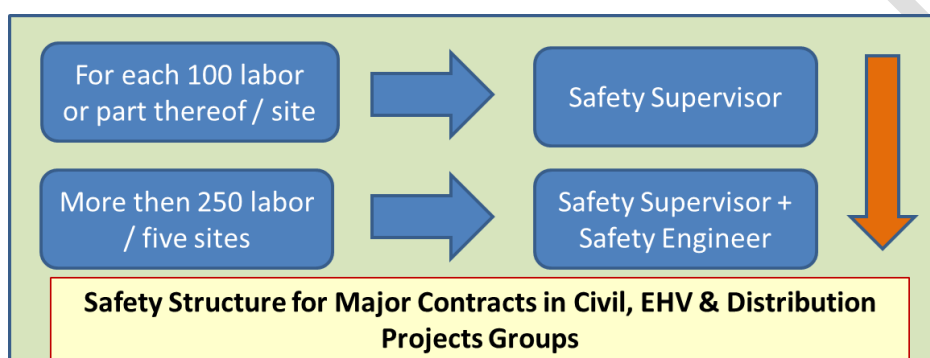 For each 100 labor
or part thereof / site
Safety Supervisor
More then 250 labor
/ five sites
Safety Supervisor +
Safety Engineer
Safety Structure for Major Contracts in Civil, EHV & Distribution
Projects Groups